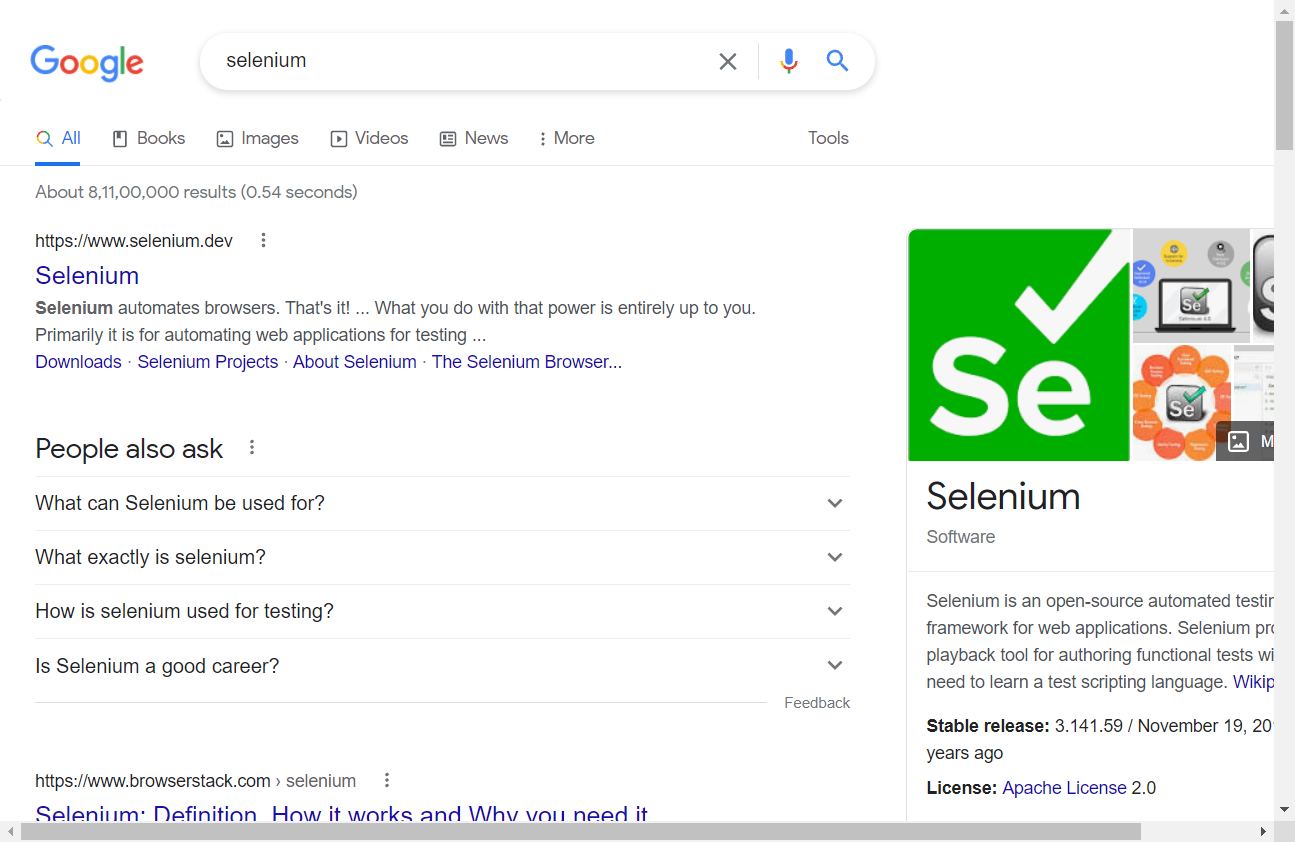 Google
selenium
All
Books
Images
Videos
News
More
Tools
About 8,11,00,000 results (0.54 seconds)
https://www.selenium.dev
Selenium
Selenium automates browsers. That's it! ... What you do with that power is entirely up to you.
Primarily it is for automating web applications for testing ...
Downloads · Selenium Projects · About Selenium · The Selenium Browser...
People also ask
What can Selenium be used for?
What exactly is selenium?
How is selenium used for testing?
Is Selenium a good career?
Feedback
https://www.browserstack.com › selenium
Selenium: Definition, How it works and Why you need it
Se
Se
Se
Selenium
Software
Selenium is an open-source automated testin
framework for web applications. Selenium pro
playback tool for authoring functional tests wi
need to learn a test scripting language. Wikip
Stable release: 3.141.59 / November 19, 20
years ago
License: Apache License 2.0